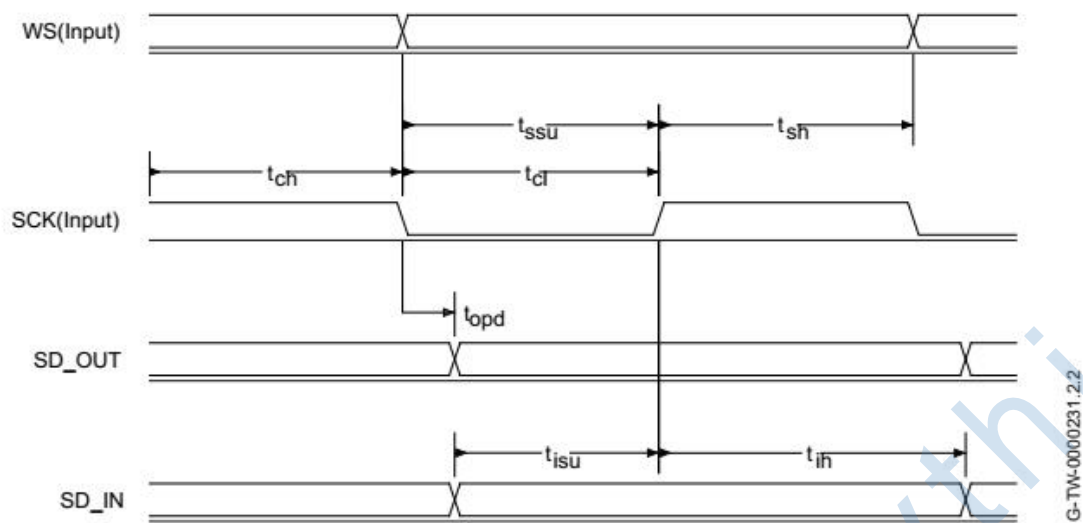 WS(Input)
tssu
tsh
tch
tcl
SCK(Input)
topd
SD_OUT
tisu
tih
SD_IN
G-TW-0000231.2.2